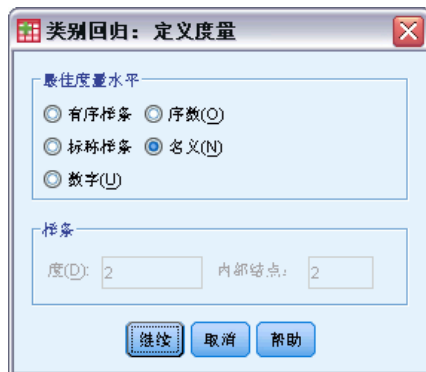 类别回归：定义度量
最佳度量水平
有序样条 序数(O)
标称样条 名义(N)
数字(U)
样条
度(D): 2 内部结点： 2
继续 取消 帮助